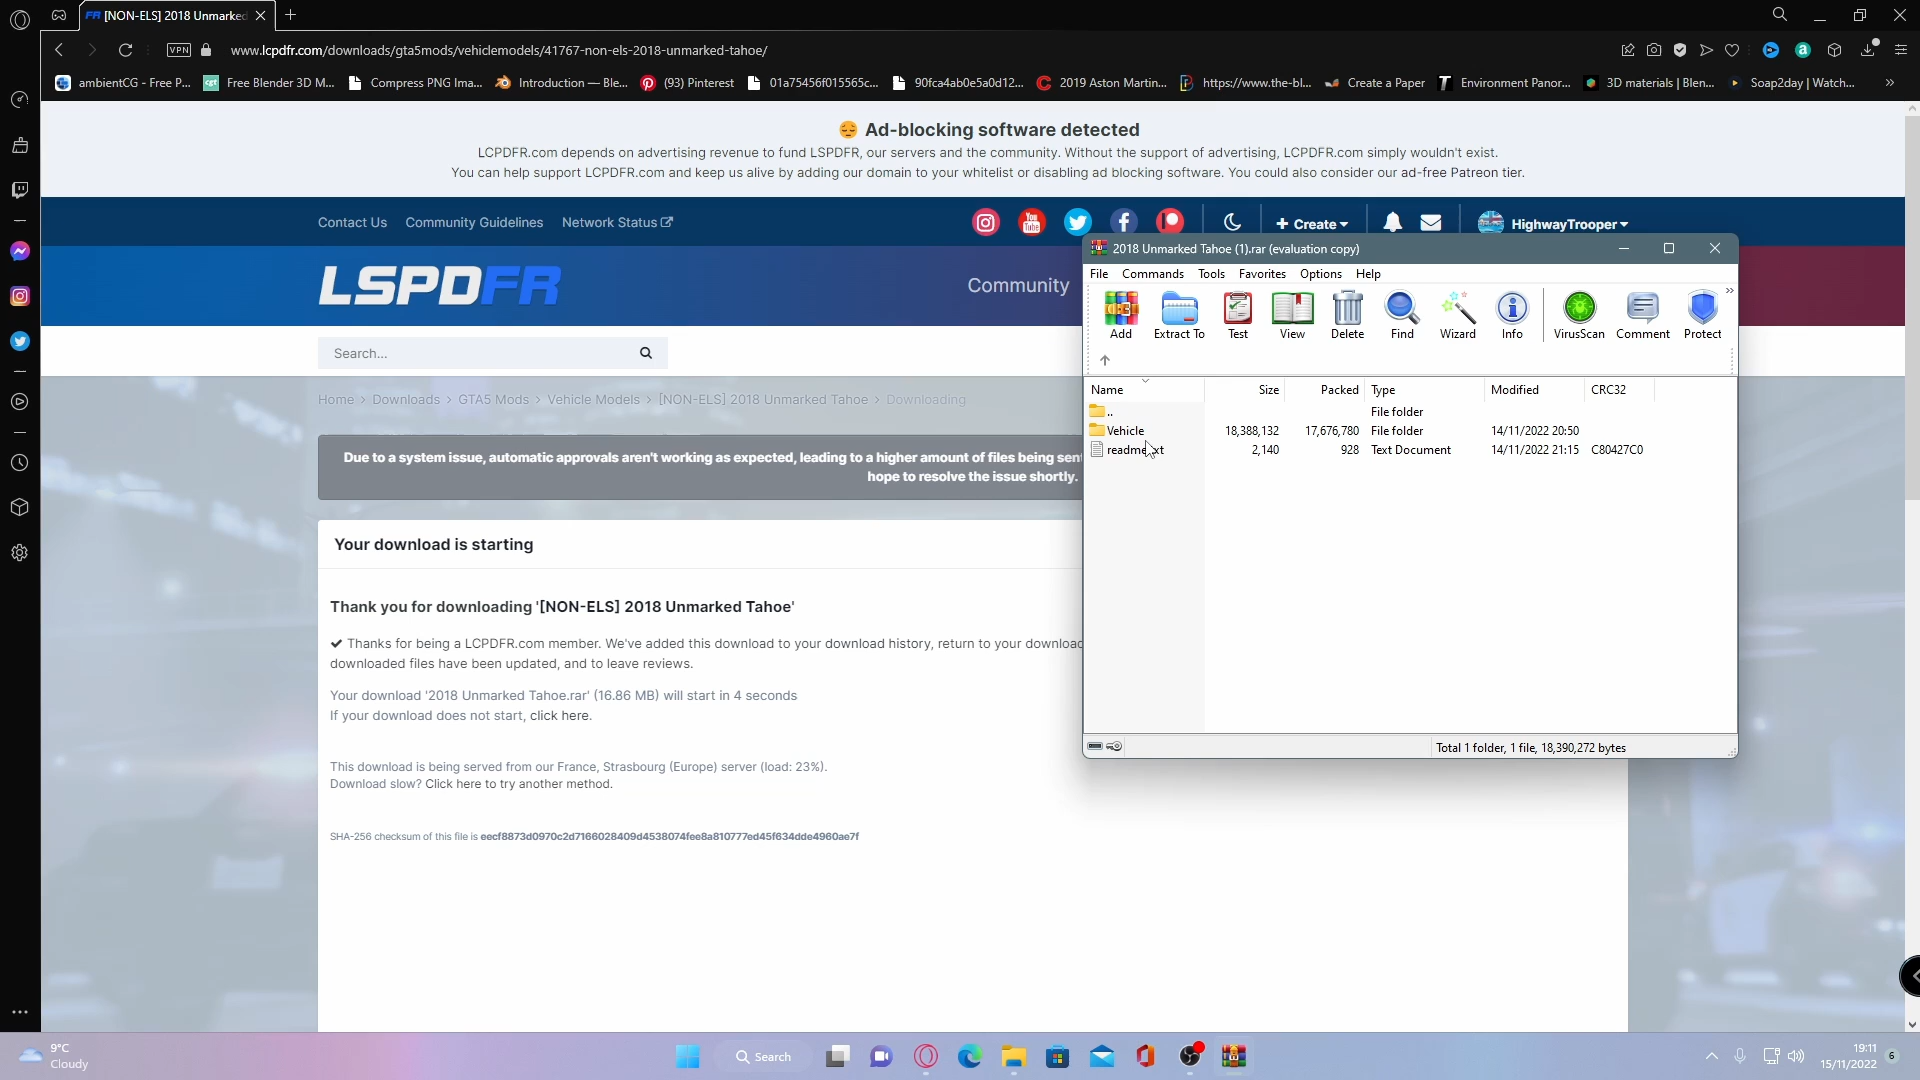 FR [NON-ELS] 2018 Unmarked
VPN
www.lcpdfr.com/downloads/gta5mods/vehiclemodels/41767-non-els-2018-unmarked-tahoe/
ambientCG - Free P...
Free Blender 3D M...
Compress PNG Ima...
Introduction — Ble...
(93) Pinterest
01a75456f015565c...
90fca4ab0e5a0d12...
2019 Aston Martin...
https://www.the-bl...
Create a Paper
Environment Panor...
3D materials | Blen...
Soap2day | Watch...
Ad-blocking software detected
LCPDFR.com depends on advertising revenue to fund LSPDFR, our servers and the community. Without the support of advertising, LCPDFR.com simply wouldn't exist.
You can help support LCPDFR.com and keep us alive by adding our domain to your whitelist or disabling ad blocking software. You could also consider our ad-free Patreon tier.
Contact Us
Community Guidelines
Network Status
+ Create
HighwayTrooper
LSPDFR
Community
Search...
Home > Downloads > GTA5 Mods > Vehicle Models > [NON-ELS] 2018 Unmarked Tahoe > Downloading
Due to a system issue, automatic approvals aren't working as expected, leading to a higher amount of files being sen
hope to resolve the issue shortly.
Your download is starting
Thank you for downloading '[NON-ELS] 2018 Unmarked Tahoe'
✔ Thanks for being a LCPDFR.com member. We've added this download to your download history, return to your downloa
downloaded files have been updated, and to leave reviews.
Your download '2018 Unmarked Tahoe.rar' (16.86 MB) will start in 4 seconds
If your download does not start, click here.
This download is being served from our France, Strasbourg (Europe) server (load: 23%).
Download slow? Click here to try another method.
SHA-256 checksum of this file is eecf8873d0970c2d7166028409d4538074fee8a810777ed45f634dde4960ae7f
2018 Unmarked Tahoe (1).rar (evaluation copy)
File Commands Tools Favorites Options Help
Add
Extract To
Test
View
Delete
Find
Wizard
Info
VirusScan
Comment
Protect
Name Size Packed Type Modified CRC32
.. File folder
Vehicle 18,388,132 17,676,780 File folder 14/11/2022 20:50
2,140 928 Text Document 14/11/2022 21:15 C80427C0
Total 1 folder, 1 file, 18,390,272 bytes
9°C
Cloudy
Search
19:11
15/11/2022
6